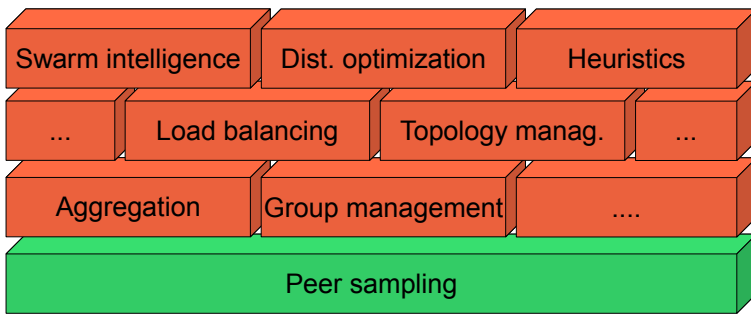 Swarm intelligence Dist. optimization Heuristics
... Load balancing Topology manag. ...
Aggregation Group management ....
Peer sampling